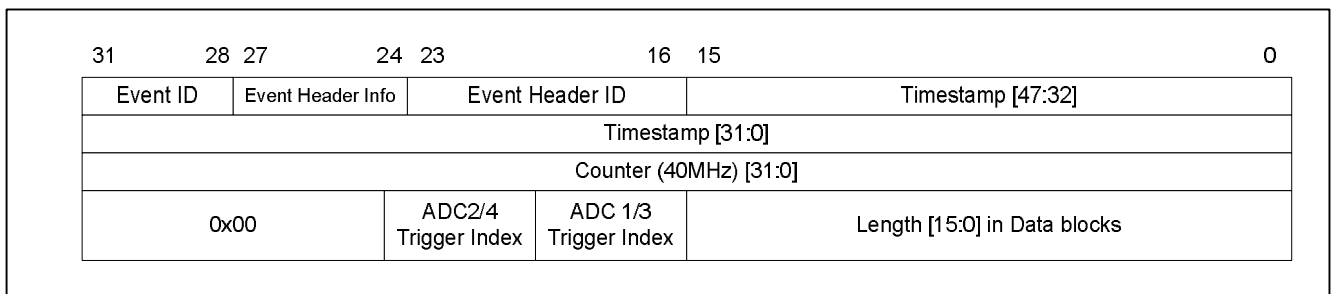 31 28 27 24 23 16 15 0
Event ID Event Header Info Event Header ID Timestamp [47:32]
Timestamp [31:0]
Counter (40MHz) [31:0]
0x00 ADC2/4 Trigger Index ADC 1/3 Trigger Index Length [15:0] in Data blocks